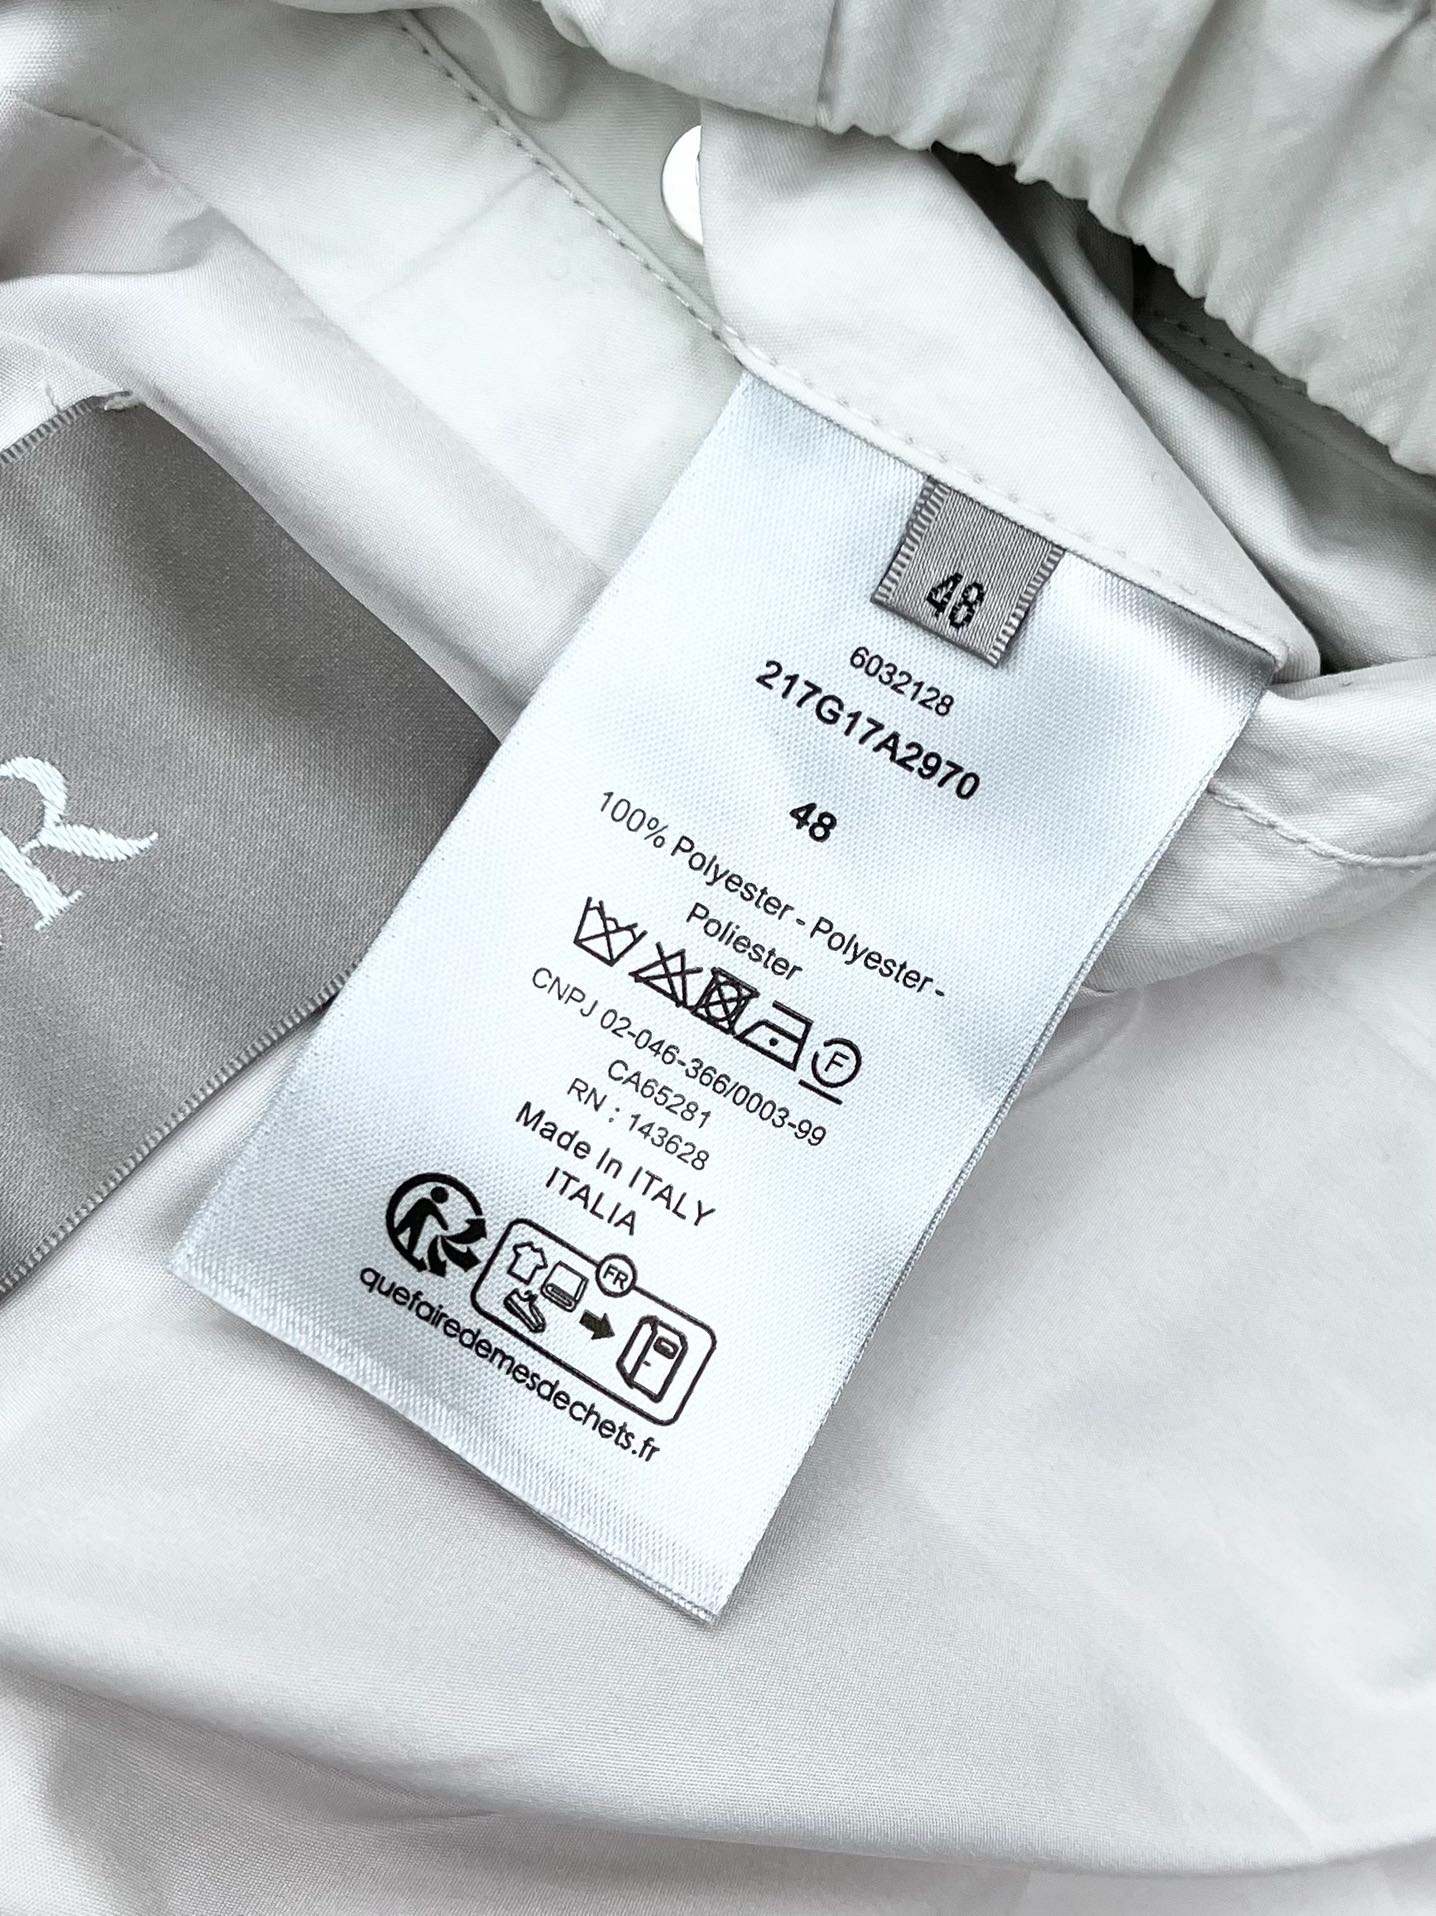 48
6032128
217G17A2970
48
100% Polyester - Polyester -
Poliester
F
CNPJ 02-046-366/0003-99
CA65281
RN : 143628
Made In ITALY
ITALIA
FR
quefairedemesdechets.fr
R